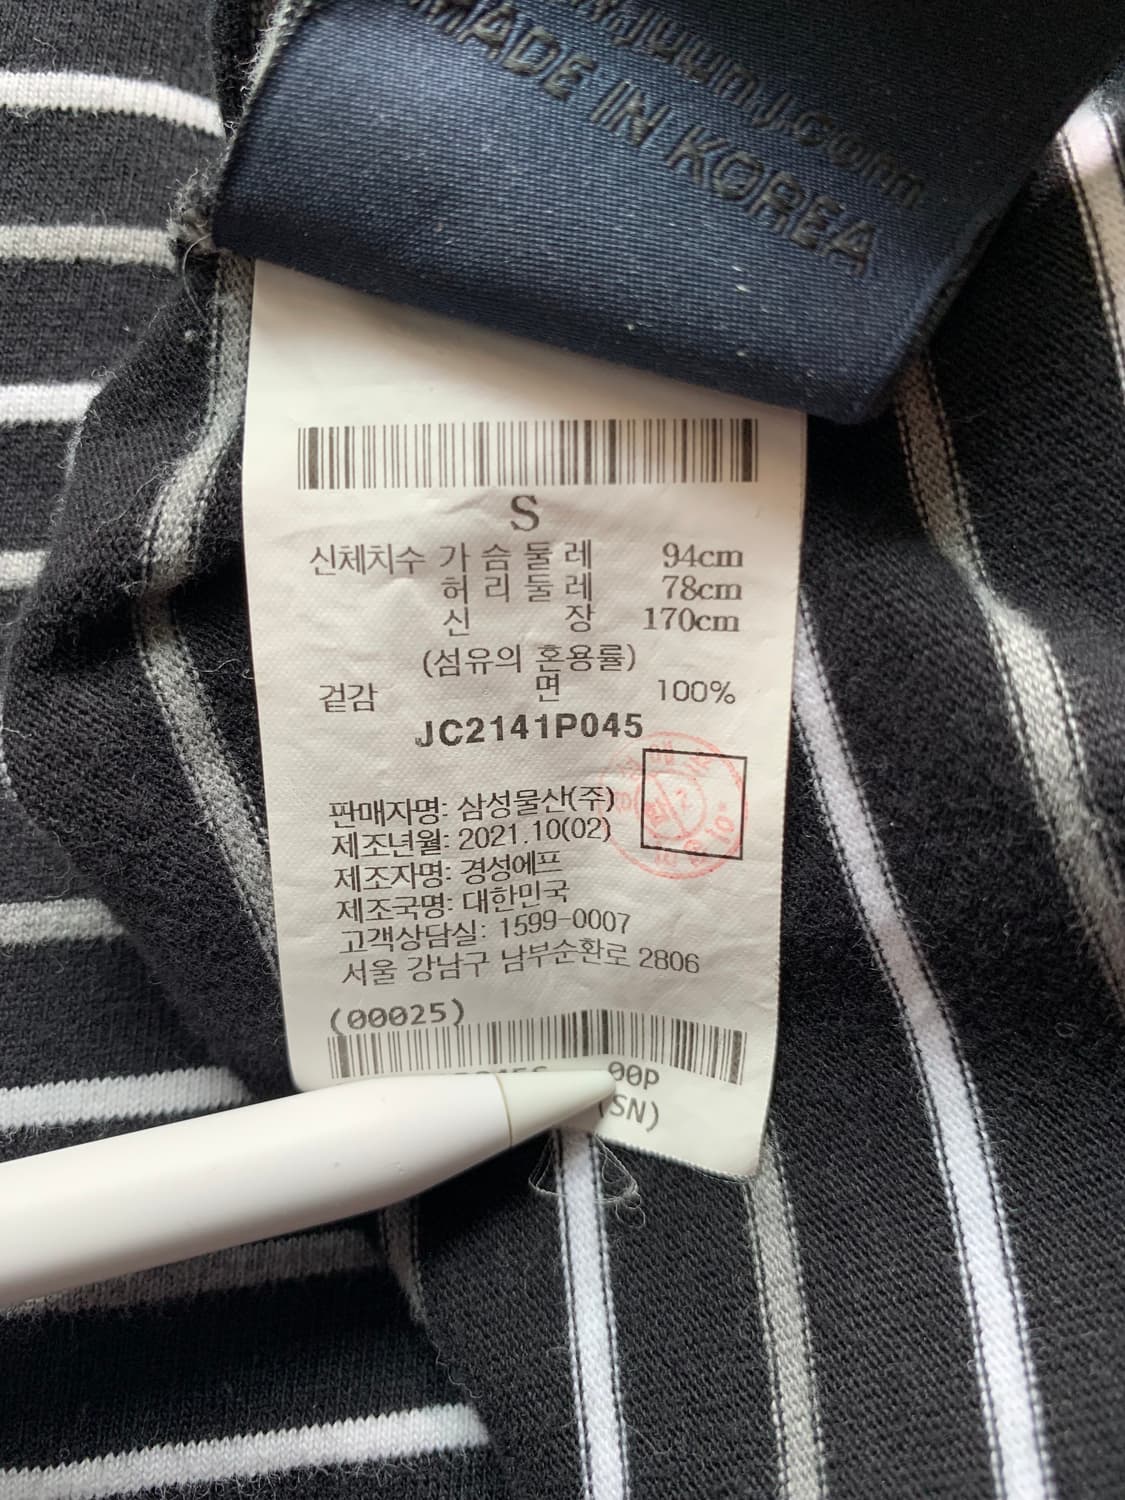 MADE IN KOREA
S
신체치수 가슴둘레 94cm
허리둘레 78cm
신 장 170cm
(섬유의 혼용률)
겉감 면 100%
JC2141P045
판매자명: 삼성물산(주)
제조년월: 2021.10(02)
제조자명: 경성에프
제조국명: 대한민국
고객상담실: 1599-0007
서울 강남구 남부순환로 2806
(00025)
00P
(SN)